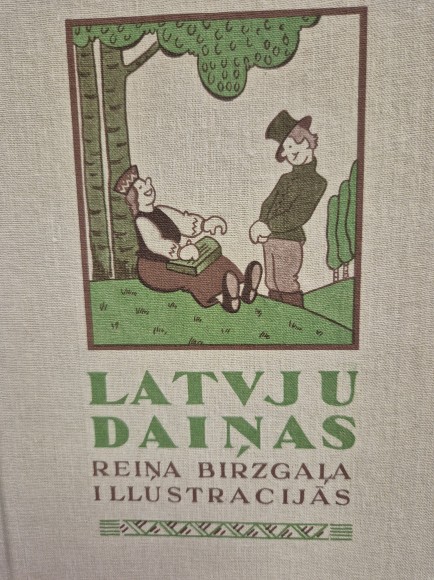 LATVJU
DAIŅAS
REIŅA BIRZGAĻA
ILLUSTRACIJĀS